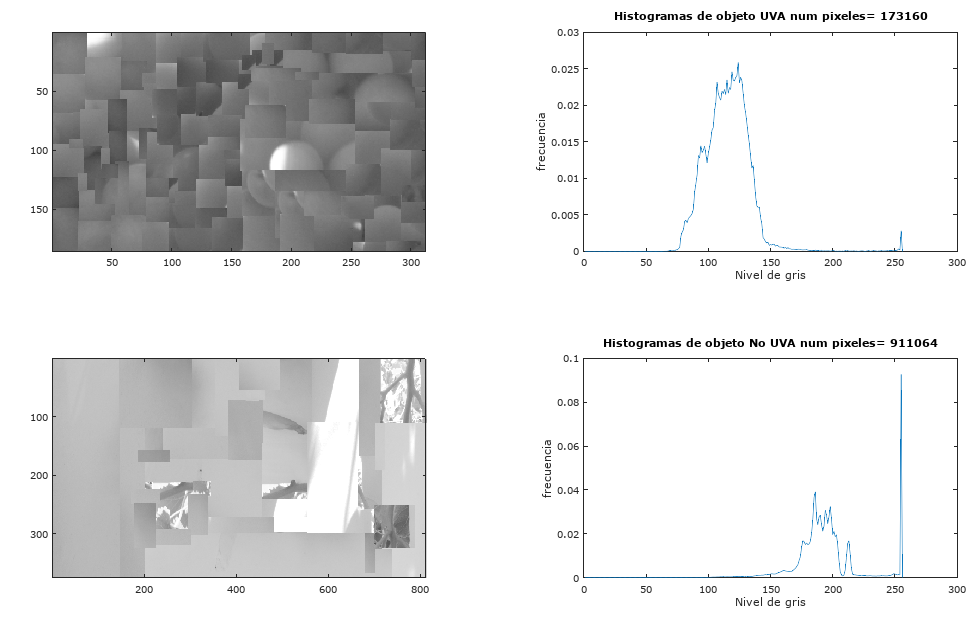 Histogramas de objeto UVA num pixeles= 173160
50
100
150
50 100 150 200 250 300
frecuencia
0.03
0.025
0.02
0.015
0.01
0.005
0
0 50 100 150 200 250 300
Nivel de gris
100
200
300
200 400 600 800
Histogramas de objeto No UVA num pixeles= 911064
frecuencia
0.1
0.08
0.06
0.04
0.02
0
0 50 100 150 200 250 300
Nivel de gris